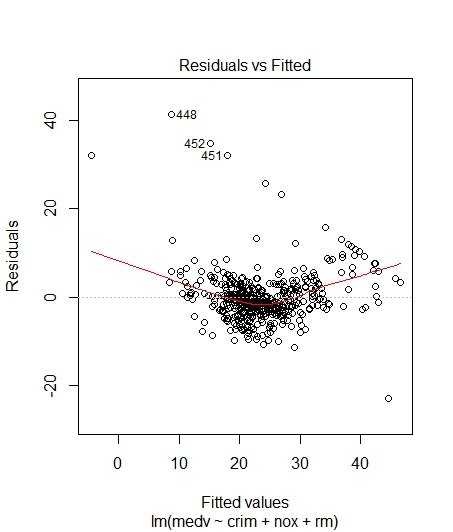 Residuals vs Fitted
Residuals
40
20
0
-20
448
452
451
0 10 20 30 40
Fitted values
lm(medv ~ crim + nox + rm)